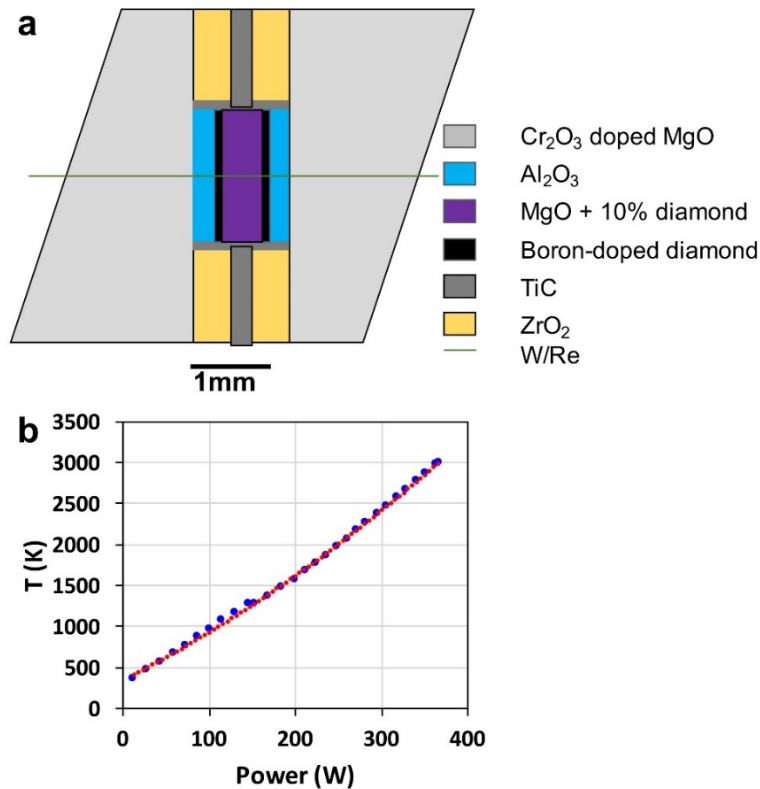 a
Cr₂O₃ doped MgO
Al₂O₃
MgO + 10% diamond
Boron-doped diamond
TiC
ZrO₂
W/Re
1mm
b
3500
3000
2500
2000
1500
1000
500
0
T (K)
0 100 200 300 400
Power (W)